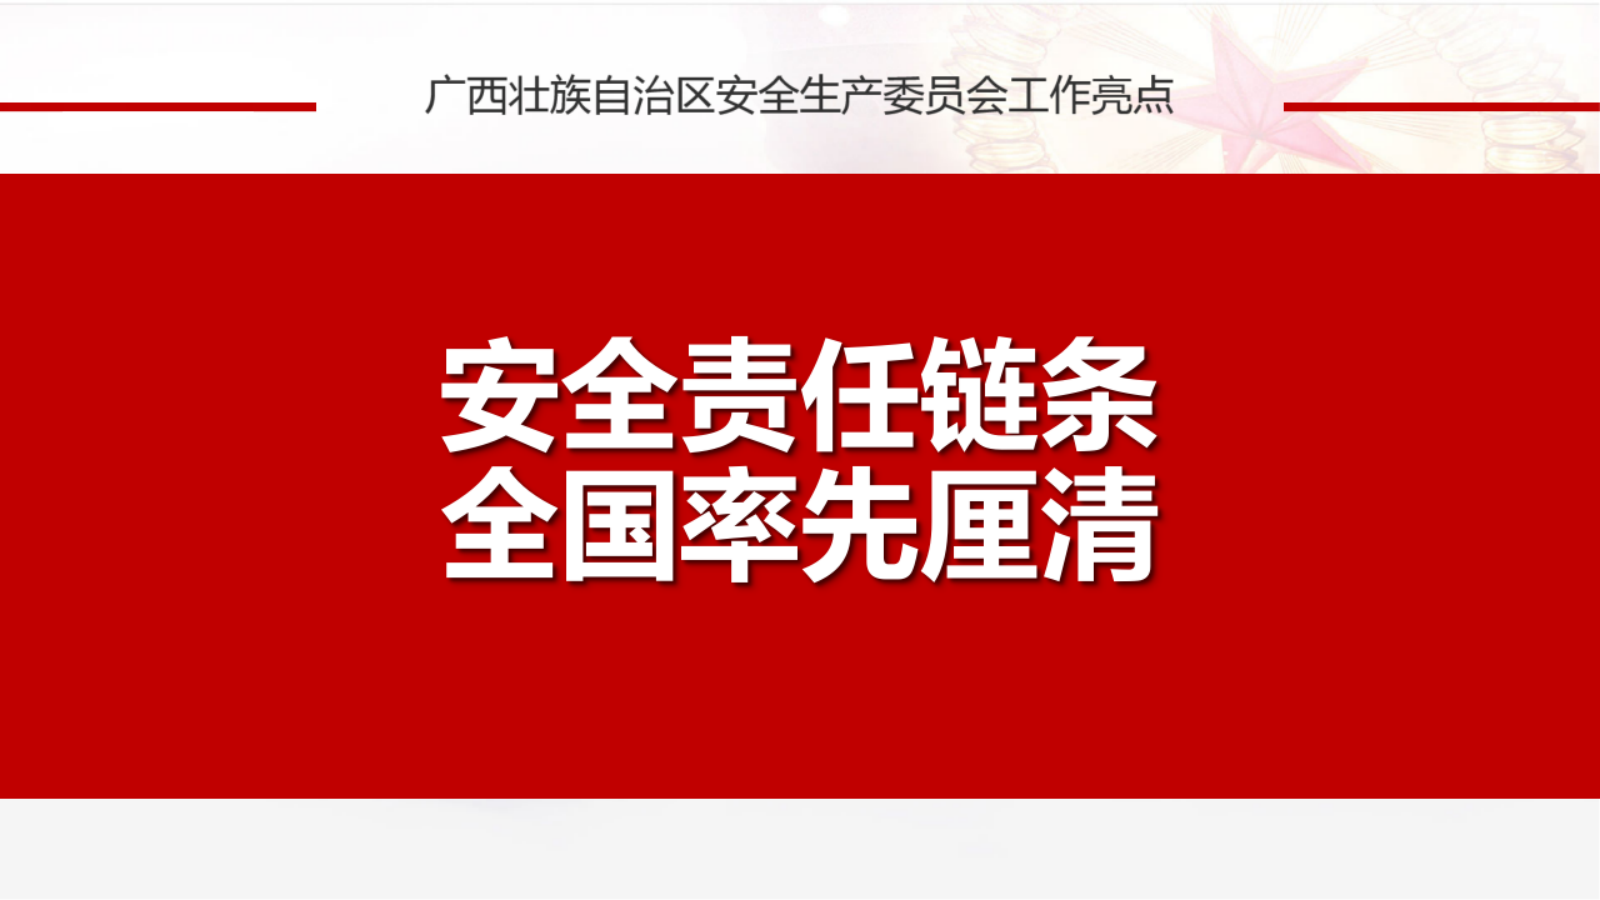 广西壮族自治区安全生产委员会工作亮点
安全责任链条
全国率先厘清